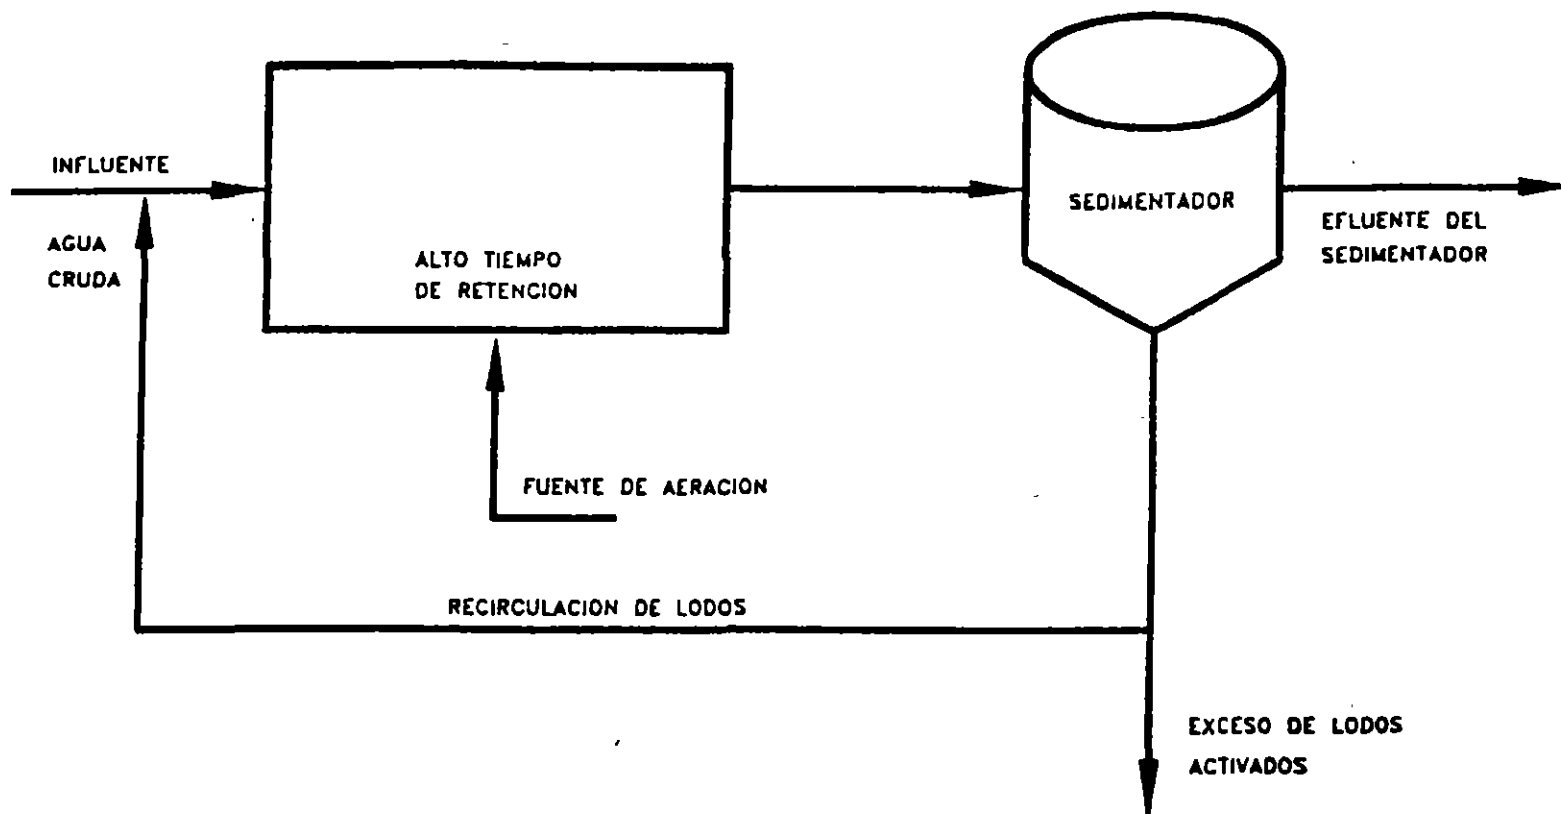 INFLUENTE
AGUA
CRUDA
ALTO TIEMPO
DE RETENCION
SEDIMENTADOR
EFLUENTE DEL
SEDIMENTADOR
FUENTE DE AERACION
RECIRCULACION DE LODOS
EXCESO DE LODOS
ACTIVADOS